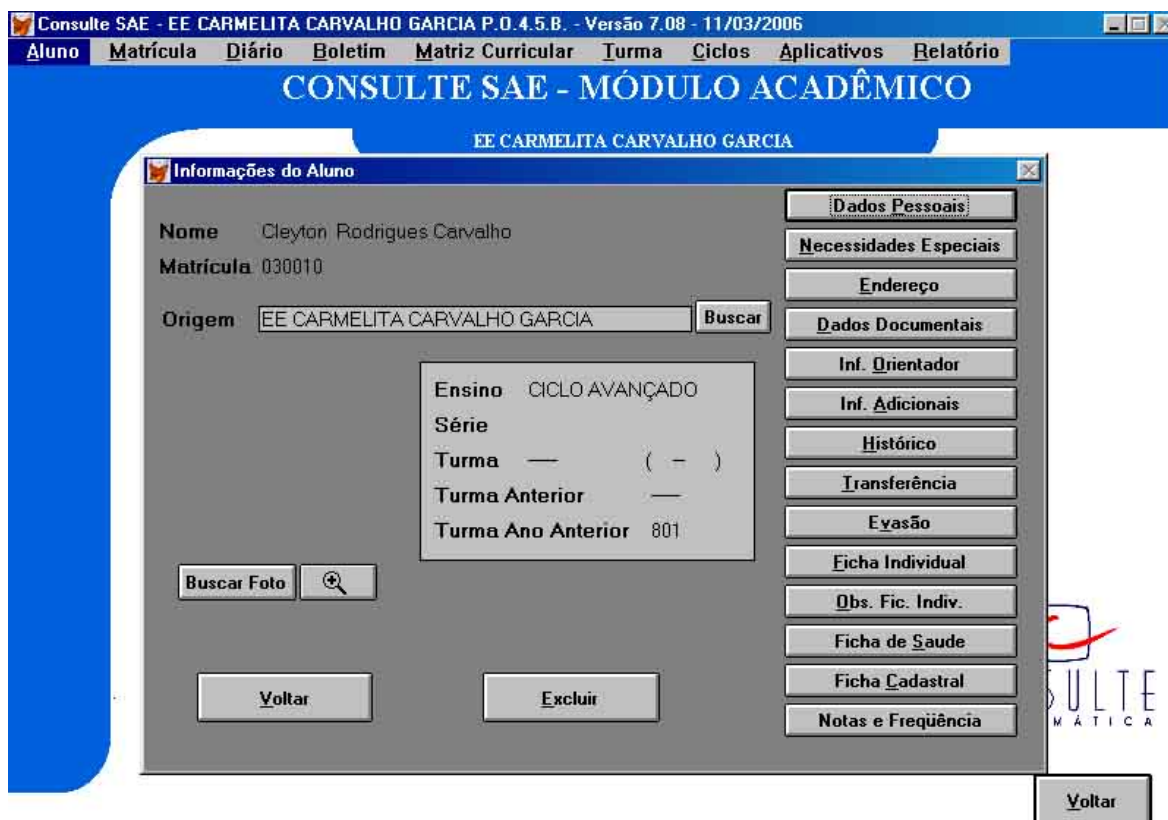 Consulte SAE - EE CARMELITA CARVALHO GARCIA P.O.4.5.B. - Versão 7.08 - 11/03/2006
Aluno Matrícula Diário Boletim Matriz Curricular Turma Ciclos Aplicativos Relatório
CONSULTE SAE - MÓDULO ACADÊMICO
EE CARMELITA CARVALHO GARCIA
Informações do Aluno
Nome Cleyton Rodrigues Carvalho
Matrícula 030010
Origem EE CARMELITA CARVALHO GARCIA Buscar
Ensino CICLO AVANÇADO
Série
Turma — ( – )
Turma Anterior —
Turma Ano Anterior 801
Buscar Foto
Voltar
Excluir
Dados Pessoais
Necessidades Especiais
Endereço
Dados Documentais
Inf. Orientador
Inf. Adicionais
Histórico
Transferência
Evasão
Ficha Individual
Obs. Fic. Indiv.
Ficha de Saude
Ficha Cadastral
Notas e Freqüência
SULTE
MÁTICA
Voltar